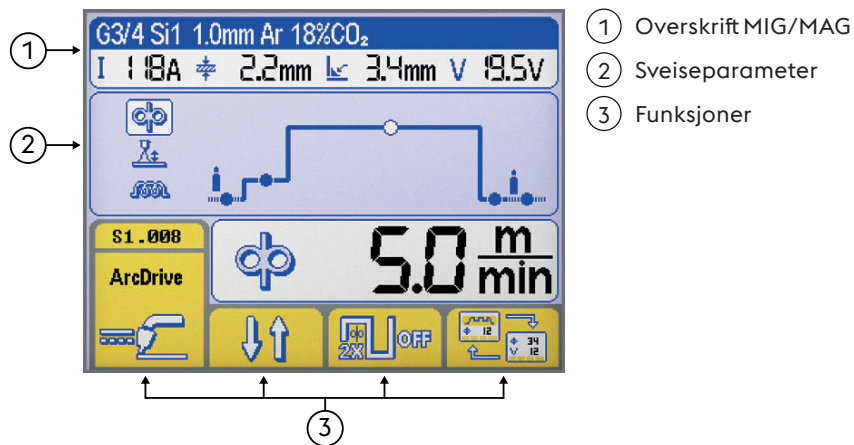 G3/4 Si1 1.0mm Ar 18%CO₂
I 118A 2.2mm 3.4mm V 19.5V
S1.008
ArcDrive
5.0 m/min
2X OFF
12
34
V 12
1 Overskrift MIG/MAG
2 Sveiseparameter
3 Funksjoner
1
2
3